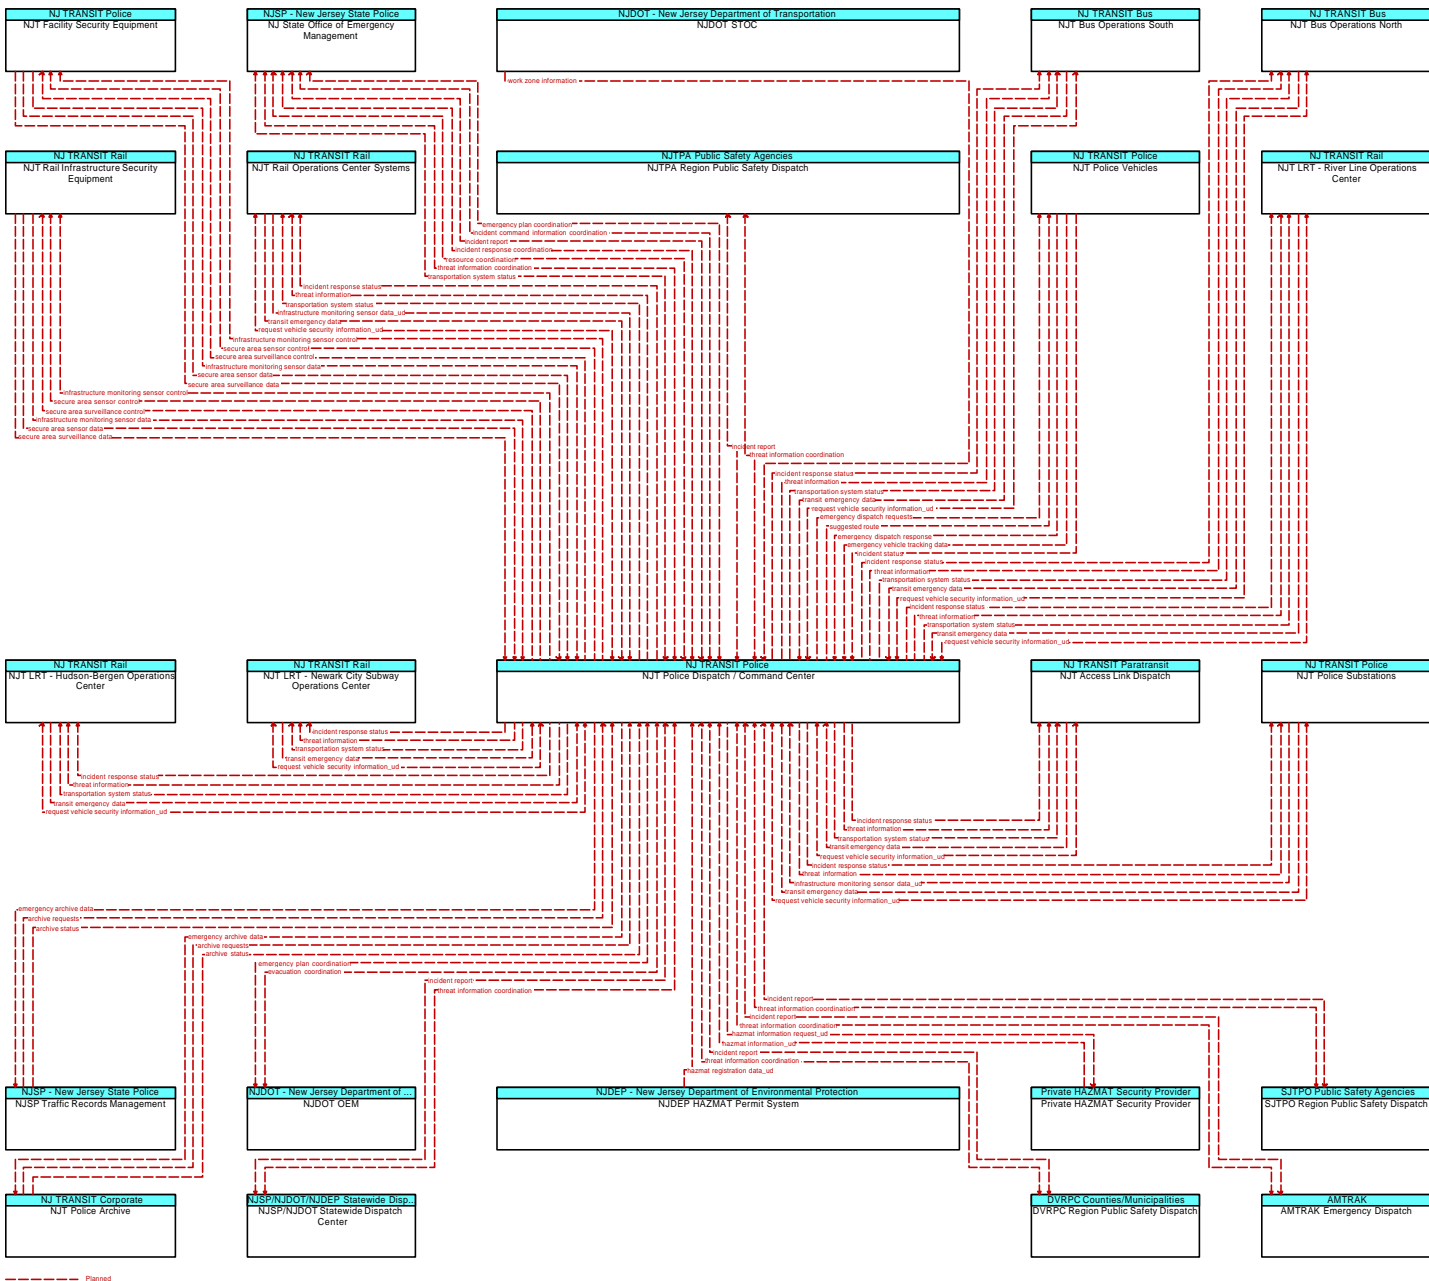 NJ TRANSIT Police
NJT Facility Security Equipment
NJSP - New Jersey State Police
NJ State Office of Emergency
Management
NJDOT - New Jersey Department of Transportation
NJDOT STOC
NJ TRANSIT Bus
NJT Bus Operations South
NJ TRANSIT Bus
NJT Bus Operations North
work zone information
NJ TRANSIT Rail
NJT Rail Infrastructure Security
Equipment
NJ TRANSIT Rail
NJT Rail Operations Center Systems
NJTPA Public Safety Agencies
NJTPA Region Public Safety Dispatch
NJ TRANSIT Police
NJT Police Vehicles
NJ TRANSIT Rail
NJT LRT - River Line Operations
Center
emergency plan coordination
incident command information coordination
incident report
incident response coordination
resource coordination
threat information coordination
transportation system status
incident response status
threat information
transportation system status
infrastructure monitoring sensor data_ud
transit emergency data
request vehicle security information_ud
infrastructure monitoring sensor control
secure area sensor control
secure area surveillance control
infrastructure monitoring sensor data
secure area sensor data
secure area surveillance data
infrastructure monitoring sensor control
secure area sensor control
secure area surveillance control
infrastructure monitoring sensor data
secure area sensor data
secure area surveillance data
incident report
threat information coordination
incident response status
threat information
transportation system status
transit emergency data
request vehicle security information_ud
emergency dispatch requests
suggested route
emergency dispatch response
emergency vehicle tracking data
incident status
incident response status
threat information
transportation system status
transit emergency data
request vehicle security information_ud
incident response status
threat information
transportation system status
transit emergency data
request vehicle security information_ud
NJ TRANSIT Rail
NJT LRT - Hudson-Bergen Operations
Center
NJ TRANSIT Rail
NJT LRT - Newark City Subway
Operations Center
NJ TRANSIT Police
NJT Police Dispatch / Command Center
NJ TRANSIT Paratransit
NJT Access Link Dispatch
NJ TRANSIT Police
NJT Police Substations
incident response status
threat information
transportation system status
transit emergency data
request vehicle security information_ud
incident response status
threat information
transportation system status
transit emergency data
request vehicle security information_ud
incident response status
threat information
transportation system status
transit emergency data
request vehicle security information_ud
incident response status
threat information
infrastructure monitoring sensor data_ud
transit emergency data
request vehicle security information_ud
emergency archive data
archive requests
archive status
emergency archive data
archive requests
archive status
emergency plan coordination
evacuation coordination
incident report
threat information coordination
incident report
threat information coordination
incident report
threat information coordination
hazmat information request_ud
hazmat information_ud
incident report
threat information coordination
hazmat registration data_ud
NJSP - New Jersey State Police
NJSP Traffic Records Management
NJDOT - New Jersey Department of ...
NJDOT OEM
NJDEP - New Jersey Department of Environmental Protection
NJDEP HAZMAT Permit System
Private HAZMAT Security Provider
Private HAZMAT Security Provider
SJTPO Public Safety Agencies
SJTPO Region Public Safety Dispatch
NJ TRANSIT Corporate
NJT Police Archive
NJSP/NJDOT/NJDEP Statewide Disp...
NJSP/NJDOT Statewide Dispatch
Center
DVRPC Counties/Municipalities
DVRPC Region Public Safety Dispatch
AMTRAK
AMTRAK Emergency Dispatch
Planned